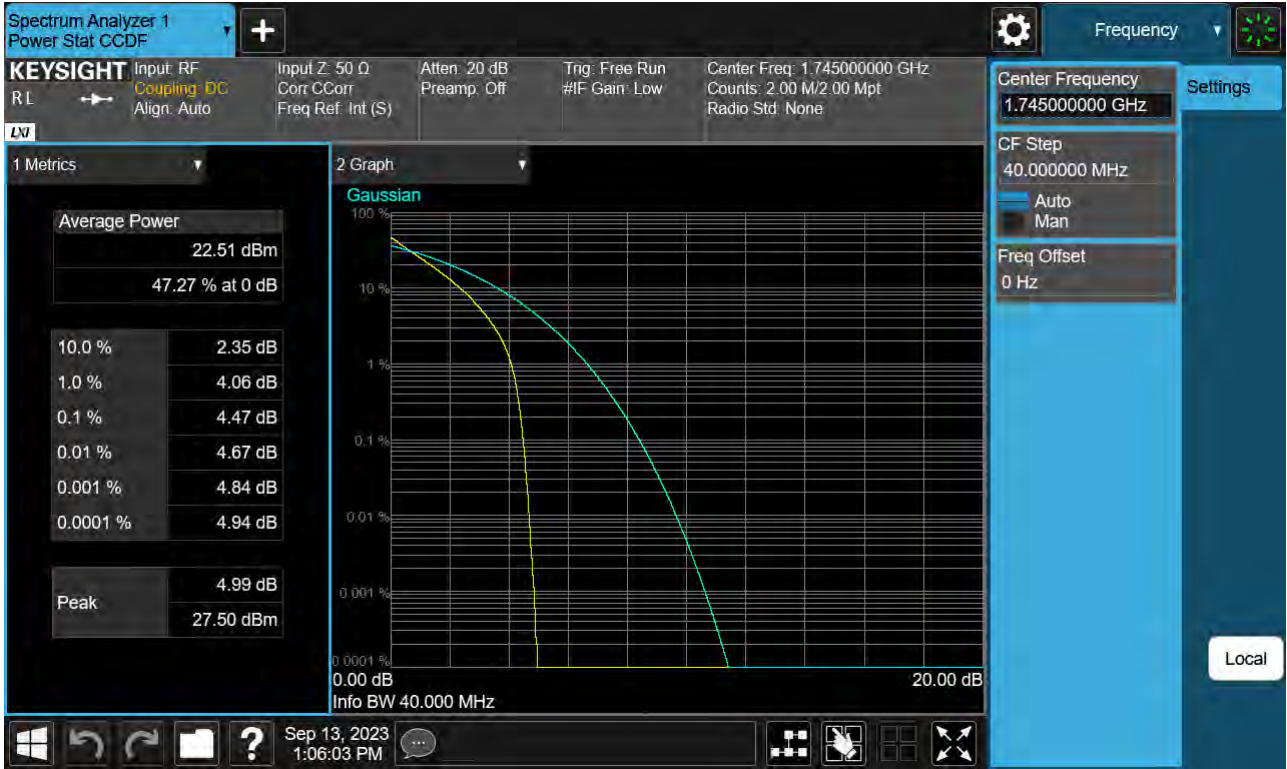 Spectrum Analyzer 1
Power Stat CCDF
Frequency
KEYSIGHT
R L
LXI
Input: RF
Coupling: DC
Align: Auto
Input Z: 50 Ω
Corr CCorr
Freq Ref: Int (S)
Atten: 20 dB
Preamp: Off
Trig: Free Run
#IF Gain: Low
Center Freq: 1.745000000 GHz
Counts: 2.00 M/2.00 Mpt
Radio Std: None
Center Frequency
1.745000000 GHz
Settings
CF Step
40.000000 MHz
Auto
Man
Freq Offset
0 Hz
Local
1 Metrics
Average Power
22.51 dBm
47.27 % at 0 dB
10.0 % 2.35 dB
1.0 % 4.06 dB
0.1 % 4.47 dB
0.01 % 4.67 dB
0.001 % 4.84 dB
0.0001 % 4.94 dB
Peak
4.99 dB
27.50 dBm
2 Graph
Gaussian
100 %
10 %
1 %
0.1 %
0.01 %
0.001 %
0.0001 %
0.00 dB 20.00 dB
Info BW 40.000 MHz
?
Sep 13, 2023
1:06:03 PM